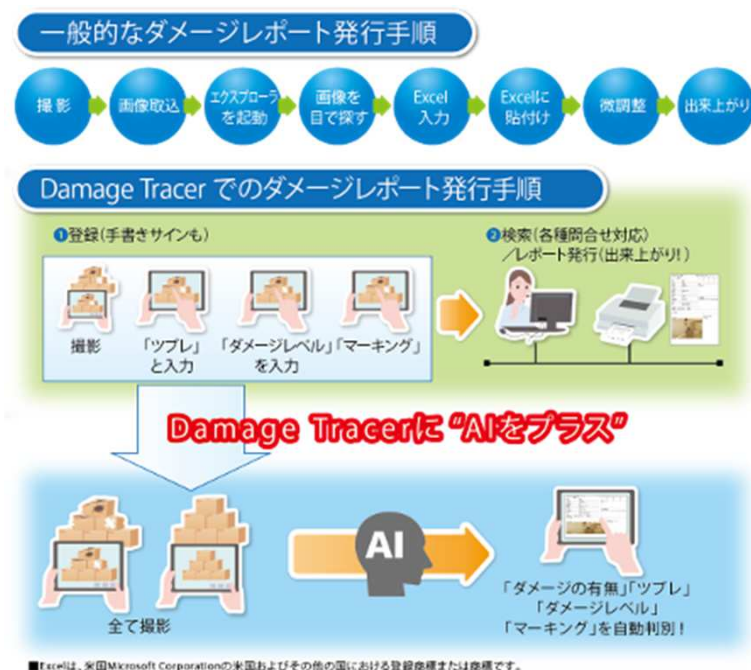 一般的なダメージレポート発行手順
撮影
画像取込
エクスプローラ
を起動
画像を
目で探す
Excel
入力
Excelに
貼付け
微調整
出来上がり
Damage Tracer でのダメージレポート発行手順
❶登録(手書きサインも)
撮影
「ツブレ」
と入力
「ダメージレベル」
を入力
「マーキング」
❷検索(各種問合せ対応)
／レポート発行(出来上がり!)
Damage Tracerに “AIをプラス”
全て撮影
AI
「ダメージの有無」「ツブレ」
「ダメージレベル」
「マーキング」を自動判別！
■Excelは、米国Microsoft Corporationの米国およびその他の国における登録商標または商標です。